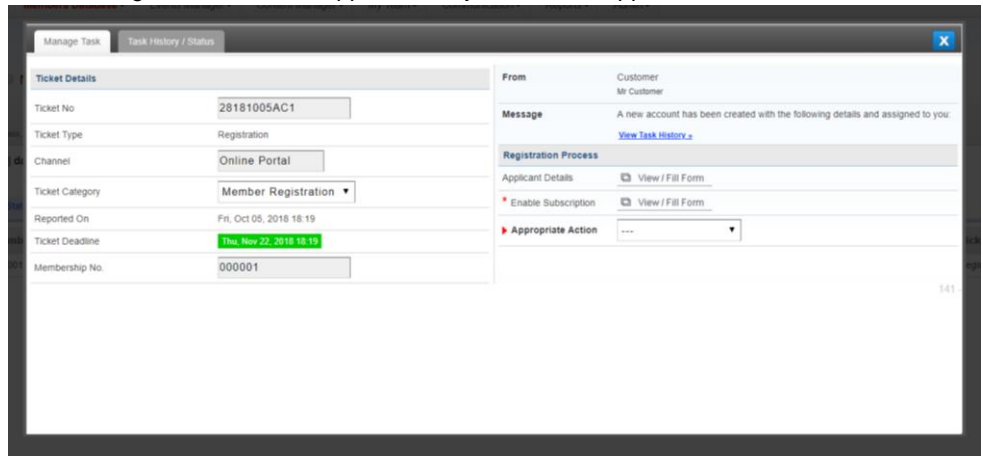 Manage Task
Task History / Status
X
Ticket Details
Ticket No
28181005AC1
Ticket Type
Registration
Channel
Online Portal
Ticket Category
Member Registration
Reported On
Fri, Oct 05, 2018 18:19
Ticket Deadline
Thu, Nov 22, 2018 18:19
Membership No.
000001
From
Customer
Mr Customer
Message
A new account has been created with the following details and assigned to you:
View Task History »
Registration Process
Applicant Details
View / Fill Form
* Enable Subscription
View / Fill Form
Appropriate Action
---
141